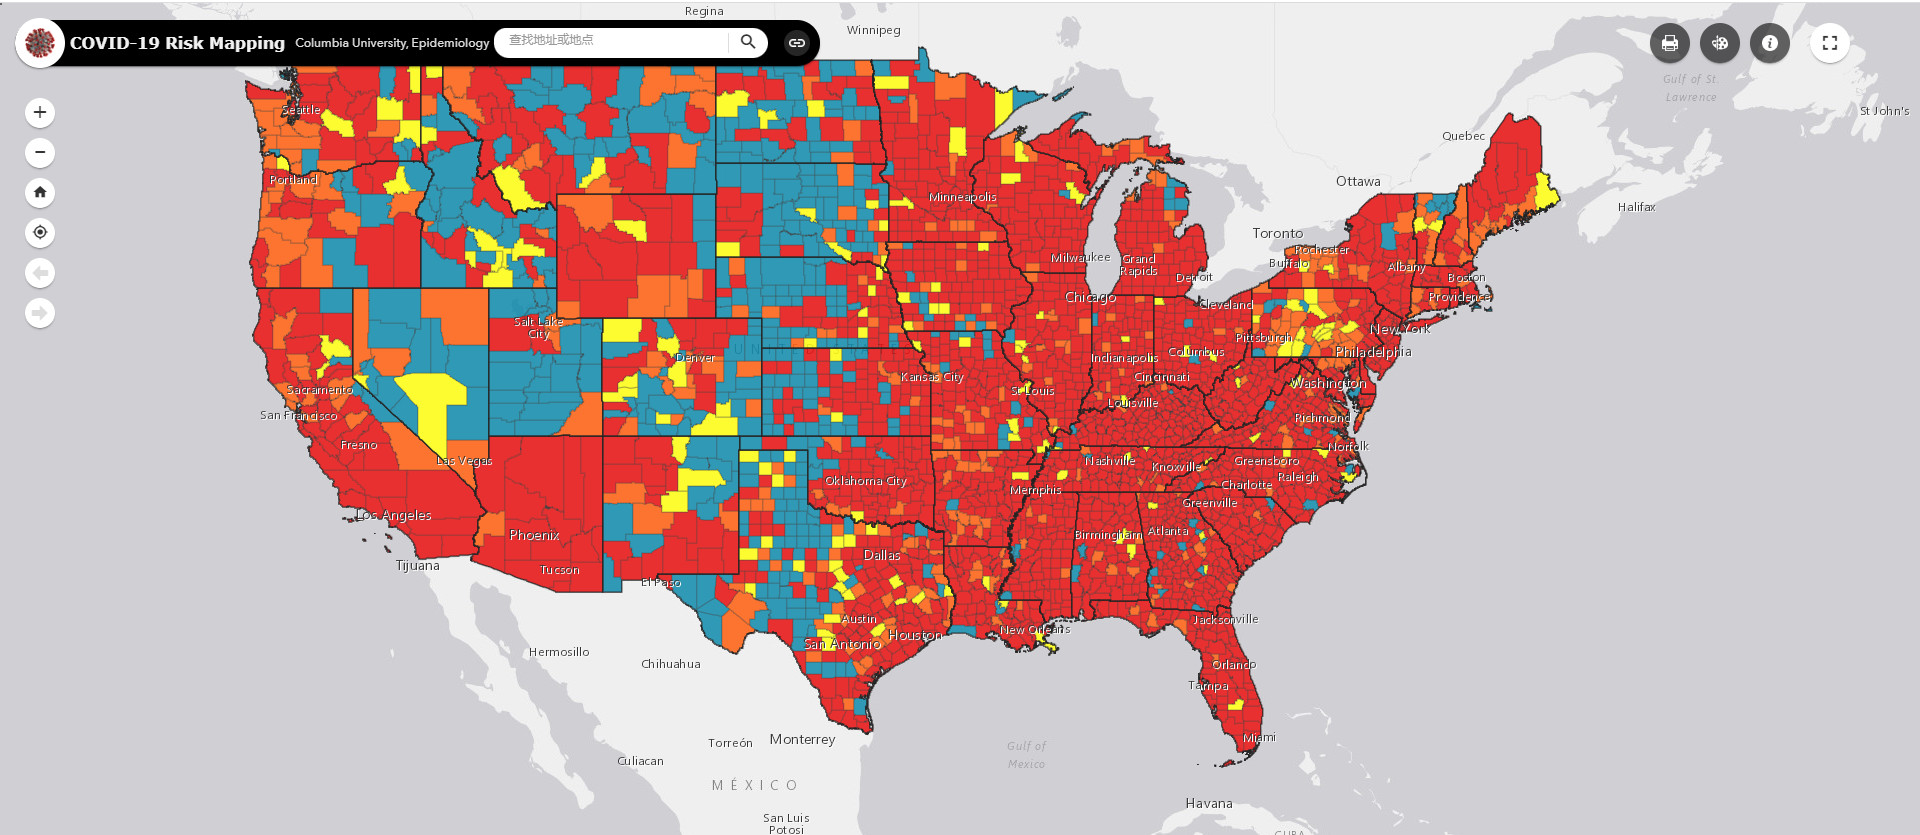 Regina
Winnipeg
COVID-19 Risk Mapping
Columbia University, Epidemiology
查找地址或地点
Gulf of St.
Lawrence
St John's
Seattle
Quebec
Portland
Ottawa
Minneapolis
Halifax
Toronto
Rochester
Milwaukee
Grand
Rapids
Buffalo
Albany
Detroit
Boston
Chicago
Cleveland
Providence
Salt Lake
City
New York
Pittsburgh
Denver
U N
Indianapolis
Columbus
Philadelphia
Kansas City
Cincinnati
Sacramento
St Louis
Washington
Louisville
San Francisco
Richmond
Fresno
Norfolk
Las Vegas
Nashville
Knoxville
Greensboro
Oklahoma City
Memphis
Charlotte
Raleigh
Greenville
Los Angeles
Phoenix
Birmingham
Atlanta
Dallas
Tijuana
Tucson
El Paso
Austin
Jacksonville
Houston
New Orleans
San Antonio
Hermosillo
Chihuahua
Orlando
Tampa
Torreón
Monterrey
Miami
Gulf of
Mexico
Culiacan
MÉXICO
Havana
San Luis
Potosi
CUBA